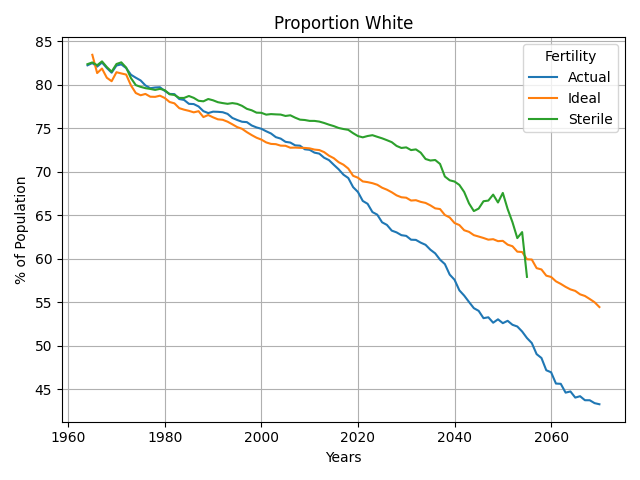 Proportion White
Fertility
Actual
Ideal
Sterile
% of Population
85
80
75
70
65
60
55
50
45
1960
1980
2000
2020
2040
2060
Years